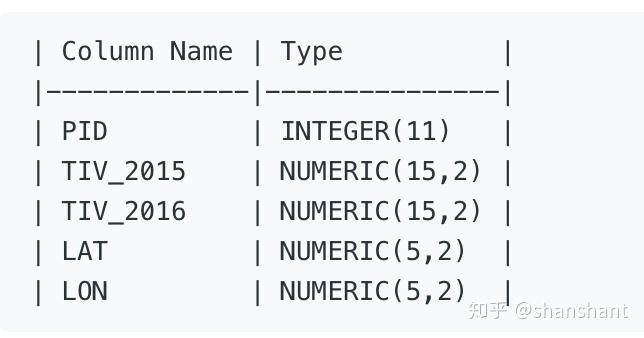 | Column Name | Type          |
|-------------|---------------|
| PID         | INTEGER(11)   |
| TIV_2015    | NUMERIC(15,2) |
| TIV_2016    | NUMERIC(15,2) |
| LAT         | NUMERIC(5,2)  |
| LON         | NUMERIC(5,2)  |
知乎 @shanshant